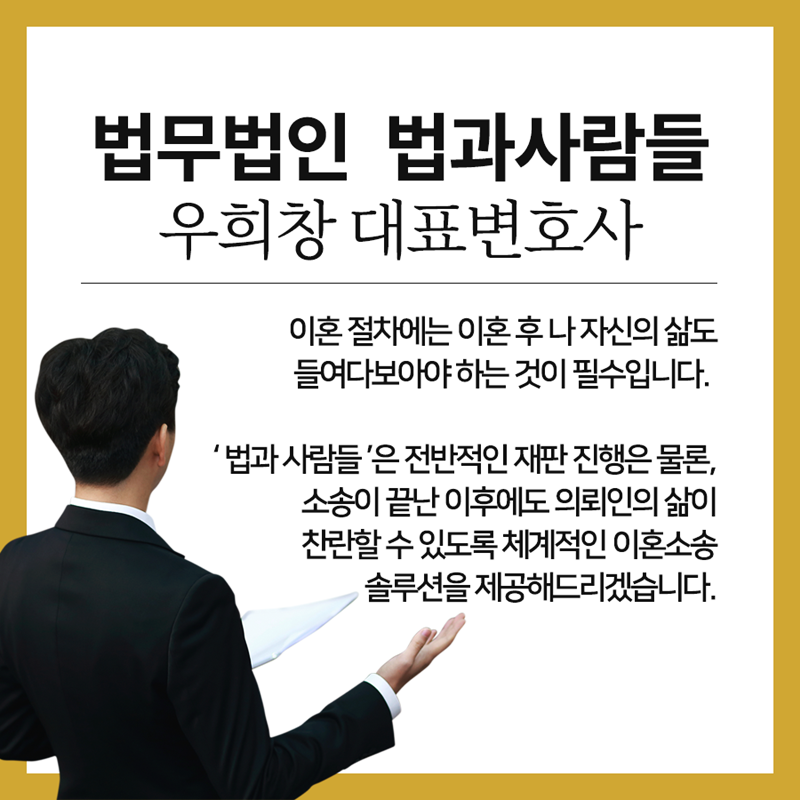 법무법인 법과사람들
우희창 대표변호사
이혼 절차에는 이혼 후 나 자신의 삶도
들여다보아야 하는 것이 필수입니다.
‘ 법과 사람들 ’은 전반적인 재판 진행은 물론,
소송이 끝난 이후에도 의뢰인의 삶이
찬란할 수 있도록 체계적인 이혼소송
솔루션을 제공해드리겠습니다.